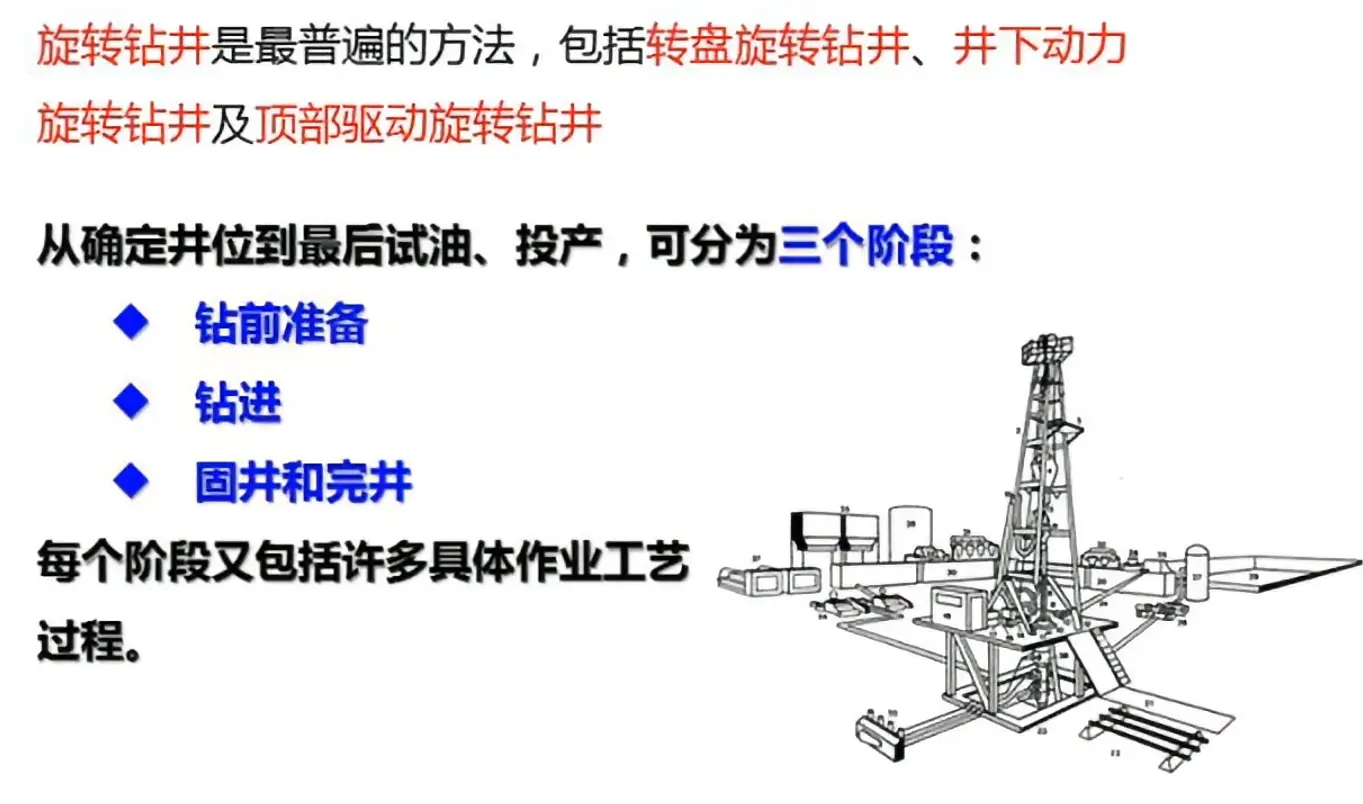 旋转钻井是最普遍的方法，包括转盘旋转钻井、井下动力
旋转钻井及顶部驱动旋转钻井
从确定井位到最后试油、投产，可分为三个阶段：
◆ 钻前准备
◆ 钻进
◆ 固井和完井
每个阶段又包括许多具体作业工艺
过程。